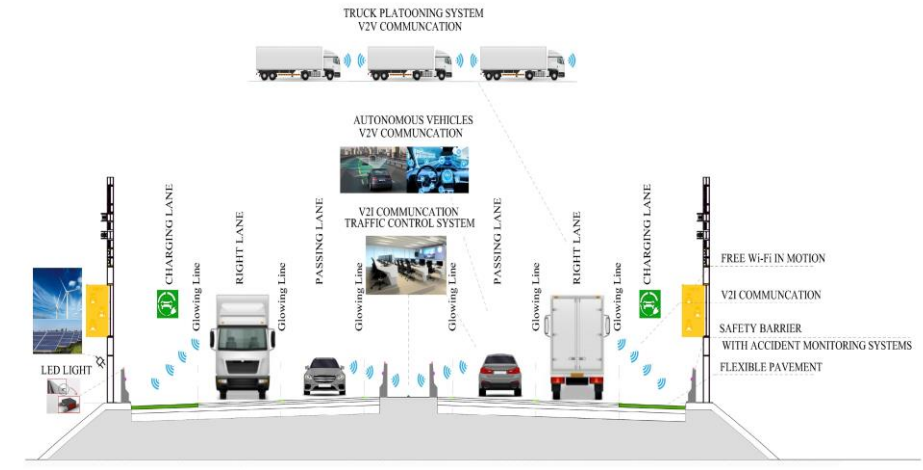 TRUCK PLATOONING SYSTEM
V2V COMMUNCATION
AUTONOMOUS VEHICLES
V2V COMMUNCATION
V2I COMMUNCATION
TRAFFIC CONTROL SYSTEM
CHARGING LANE
Glowing Line
RIGHT LANE
Glowing Line
PASSING LANE
Glowing Line
Glowing Line
PASSING LANE
Glowing Line
RIGHT LANE
Glowing Line
CHARGING LANE
FREE Wi-Fi IN MOTION
V2I COMMUNCATION
SAFETY BARRIER
WITH ACCIDENT MONITORING SYSTEMS
FLEXIBLE PAVEMENT
LED LIGHT